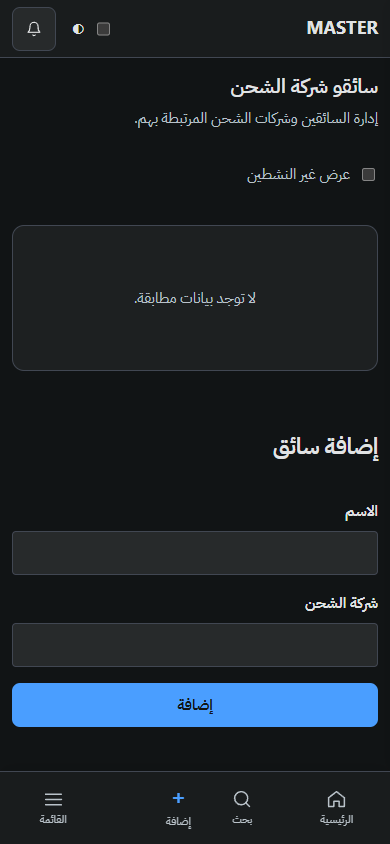 MASTER
سائقو شركة الشحن
إدارة السائقين وشركات الشحن المرتبطة بهم.
عرض غير النشطين
لا توجد بيانات مطابقة.
إضافة سائق
الاسم
شركة الشحن
إضافة
الرئيسية
بحث
إضافة
القائمة